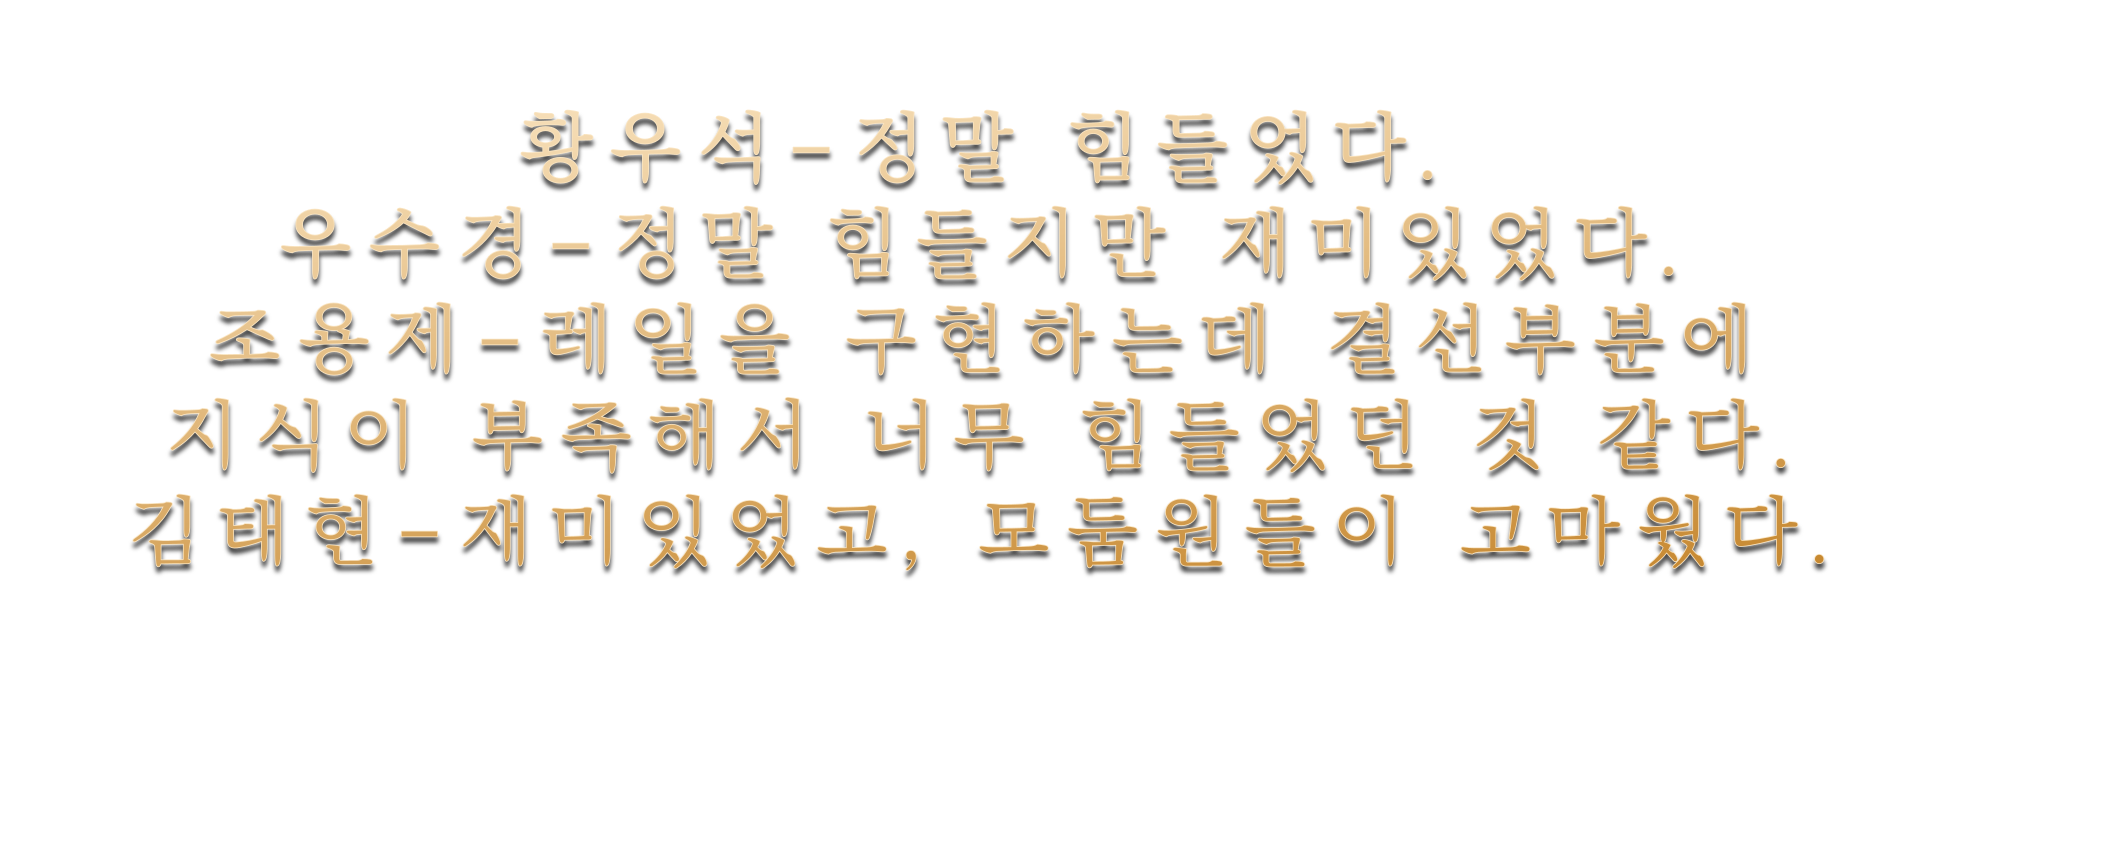 황우석-정말 힘들었다.
우수경-정말 힘들지만 재미있었다.
조용제-레일을 구현하는데 결선부분에
지식이 부족해서 너무 힘들었던 것 같다.
김태현-재미있었고, 모둠원들이 고마웠다.